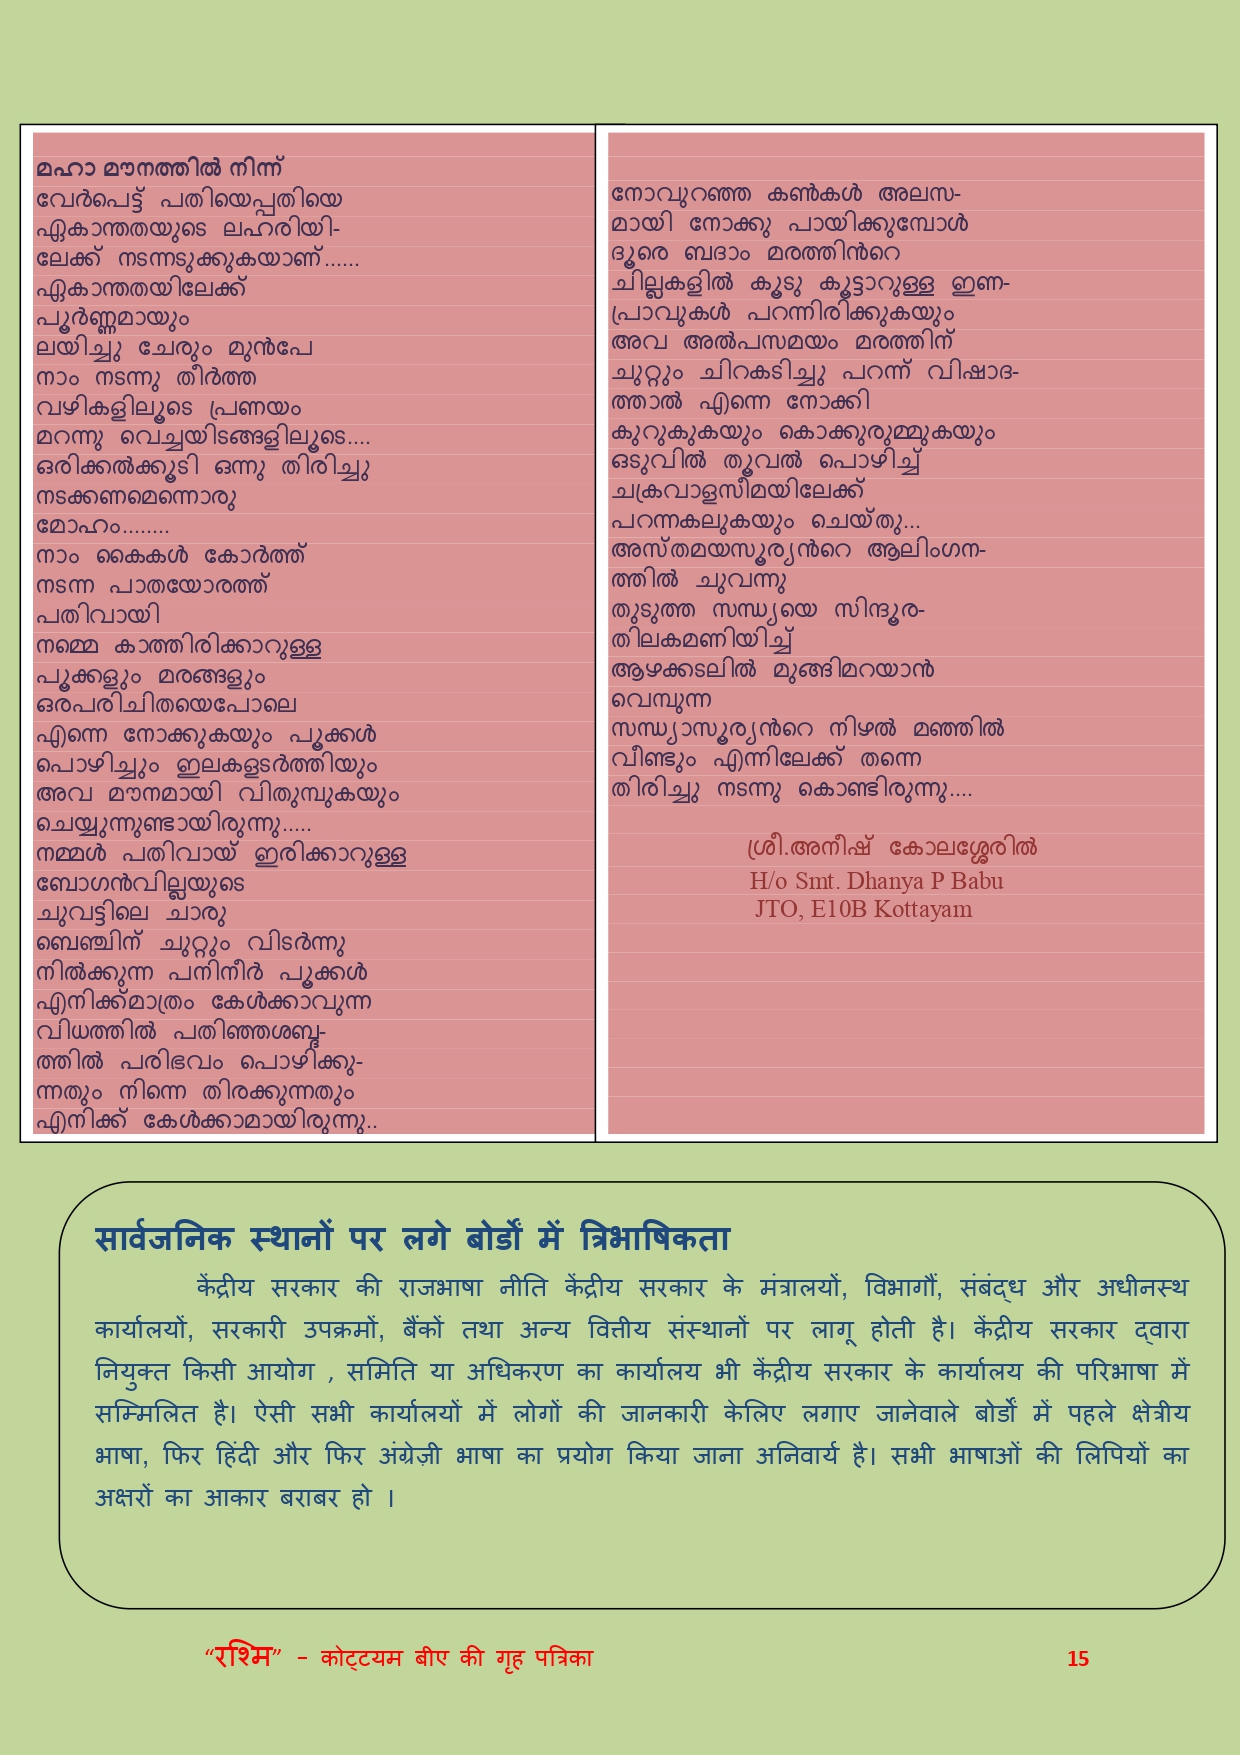 മഹാ മൗനത്തിൽ നിന്ന്
വേർപെട്ട് പതിയെപ്പതിയെ
ഏകാന്തതയുടെ ലഹരിയി-
ലേക്ക് നടന്നടുക്കുകയാണ്......
ഏകാന്തതയിലേക്ക്
പൂർണ്ണമായും
ലയിച്ചു ചേരും മുൻപേ
നാം നടന്നു തീർത്ത
വഴികളിലൂടെ പ്രണയം
മറന്നു വെച്ചയിടങ്ങളിലൂടെ....
ഒരിക്കൽക്കൂടി ഒന്നു തിരിച്ചു
നടക്കണമെന്നൊരു
മോഹം........
നാം കൈകൾ കോർത്ത്
നടന്ന പാതയോരത്ത്
പതിവായി
നമ്മെ കാത്തിരിക്കാറുള്ള
പൂക്കളും മരങ്ങളും
ഒരപരിചിതയെപോലെ
എന്നെ നോക്കുകയും പൂക്കൾ
പൊഴിച്ചും ഇലകളടർത്തിയും
അവ മൗനമായി വിതുമ്പുകയും
ചെയ്യുന്നുണ്ടായിരുന്നു.....
നമ്മൾ പതിവായ് ഇരിക്കാറുള്ള
ബോഗൻവില്ലയുടെ
ചുവട്ടിലെ ചാരു
ബെഞ്ചിന് ചുറ്റും വിടർന്നു
നിൽക്കുന്ന പനിനീർ പൂക്കൾ
എനിക്ക്മാത്രം കേൾക്കാവുന്ന
വിധത്തിൽ പതിഞ്ഞശബ്ദ-
ത്തിൽ പരിഭവം പൊഴിക്കു-
ന്നതും നിന്നെ തിരക്കുന്നതും
എനിക്ക് കേൾക്കാമായിരുന്നു..
നോവുറഞ്ഞ കൺകൾ അലസ-
മായി നോക്കു പായിക്കുമ്പോൾ
ദൂരെ ബദാം മരത്തിൻറെ
ചില്ലകളിൽ കൂടു കൂട്ടാറുള്ള ഇണ-
പ്രാവുകൾ പറന്നിരിക്കുകയും
അവ അൽപസമയം മരത്തിന്
ചുറ്റും ചിറകടിച്ചു പറന്ന് വിഷാദ-
ത്താൽ എന്നെ നോക്കി
കുറുകുകയും കൊക്കുരുമ്മുകയും
ഒടുവിൽ തൂവൽ പൊഴിച്ച്
ചക്രവാളസീമയിലേക്ക്
പറന്നകലുകയും ചെയ്തു...
അസ്തമയസൂര്യൻറെ ആലിംഗന-
ത്തിൽ ചുവന്നു
തുടുത്ത സന്ധ്യയെ സിന്ദൂര-
തിലകമണിയിച്ച്
ആഴക്കടലിൽ മുങ്ങിമറയാൻ
വെമ്പുന്ന
സന്ധ്യാസൂര്യൻറെ നിഴൽ മഞ്ഞിൽ
വീണ്ടും എന്നിലേക്ക് തന്നെ
തിരിച്ചു നടന്നു കൊണ്ടിരുന്നു....
ശ്രീ.അനീഷ് കോലശ്ശേരിൽ
H/o Smt. Dhanya P Babu
JTO, E10B Kottayam
सार्वजनिक स्थानों पर लगे बोर्डों में त्रिभाषिकता
केंद्रीय सरकार की राजभाषा नीति केंद्रीय सरकार के मंत्रालयों, विभागौं, संबंद्ध और अधीनस्थ
कार्यालयों, सरकारी उपक्रमों, बैंकों तथा अन्य वित्तीय संस्थानों पर लागू होती है। केंद्रीय सरकार द्वारा
नियुक्त किसी आयोग , समिति या अधिकरण का कार्यालय भी केंद्रीय सरकार के कार्यालय की परिभाषा में
सम्मिलित है। ऐसी सभी कार्यालयों में लोगों की जानकारी केलिए लगाए जानेवाले बोर्डों में पहले क्षेत्रीय
भाषा, फिर हिंदी और फिर अंग्रेज़ी भाषा का प्रयोग किया जाना अनिवार्य है। सभी भाषाओं की लिपियों का
अक्षरों का आकार बराबर हो ।
“रश्मि” – कोट्टयम बीए की गृह पत्रिका 15